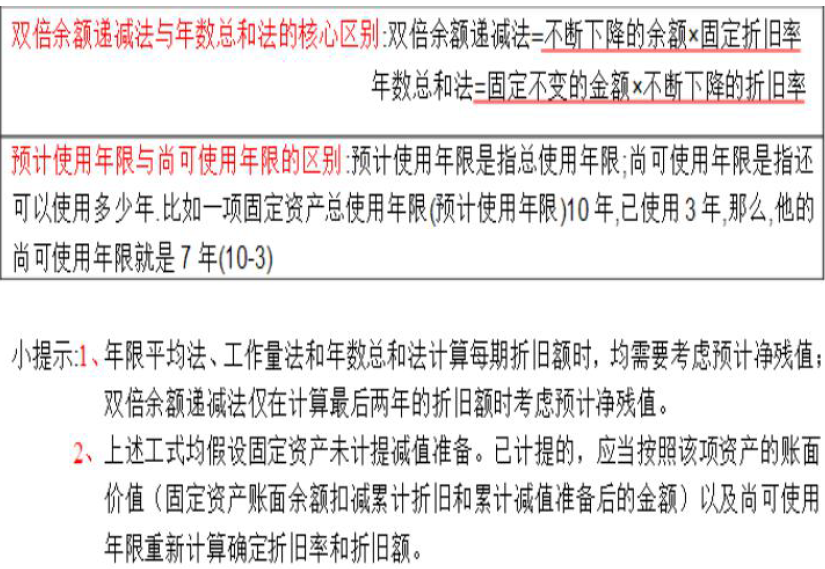 双倍余额递减法与年数总和法的核心区别:双倍余额递减法=不断下降的余额×固定折旧率
年数总和法=固定不变的金额×不断下降的折旧率
预计使用年限与尚可使用年限的区别:预计使用年限是指总使用年限;尚可使用年限是指还
可以使用多少年.比如一项固定资产总使用年限(预计使用年限)10年,已使用3年,那么,他的
尚可使用年限就是7年(10-3)
小提示:1、年限平均法、工作量法和年数总和法计算每期折旧额时，均需要考虑预计净残值；
双倍余额递减法仅在计算最后两年的折旧额时考虑预计净残值。
2、上述工式均假设固定资产未计提减值准备。已计提的，应当按照该项资产的账面
价值（固定资产账面余额扣减累计折旧和累计减值准备后的金额）以及尚可使用
年限重新计算确定折旧率和折旧额。